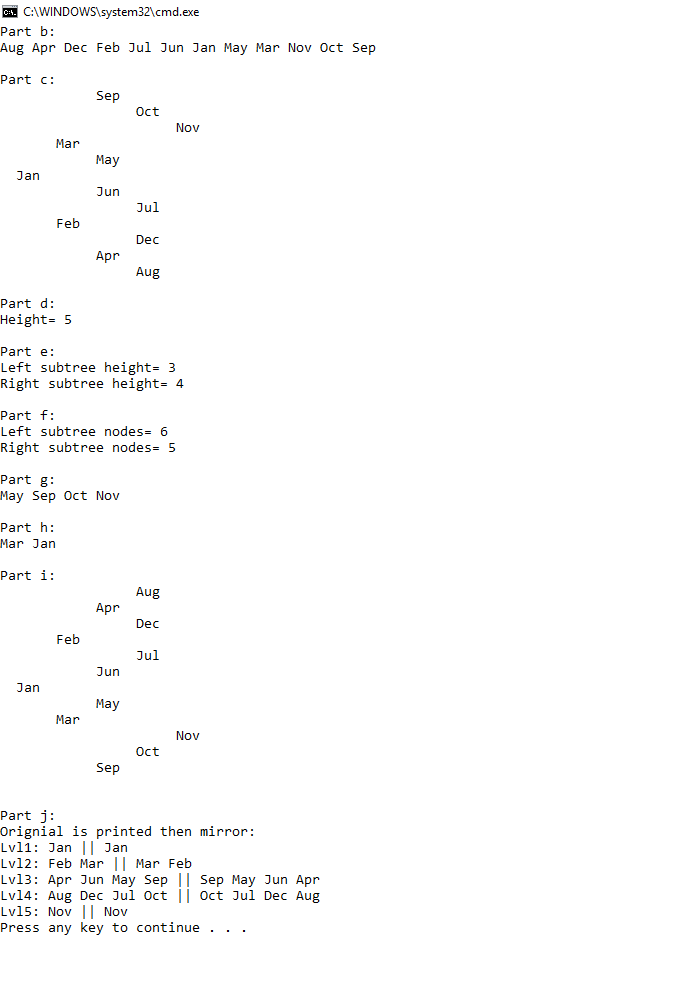 C:\WINDOWS\system32\cmd.exe
Part b:
Aug Apr Dec Feb Jul Jun Jan May Mar Nov Oct Sep
Part c:
Sep
Oct
Nov
Mar
May
Jan
Jun
Jul
Feb
Dec
Apr
Aug
Part d:
Height= 5
Part e:
Left subtree height= 3
Right subtree height= 4
Part f:
Left subtree nodes= 6
Right subtree nodes= 5
Part g:
May Sep Oct Nov
Part h:
Mar Jan
Part i:
Aug
Apr
Dec
Feb
Jul
Jun
Jan
May
Mar
Nov
Oct
Sep
Part j:
Orignial is printed then mirror:
Lvl1: Jan || Jan
Lvl2: Feb Mar || Mar Feb
Lvl3: Apr Jun May Sep || Sep May Jun Apr
Lvl4: Aug Dec Jul Oct || Oct Jul Dec Aug
Lvl5: Nov || Nov
Press any key to continue . . .